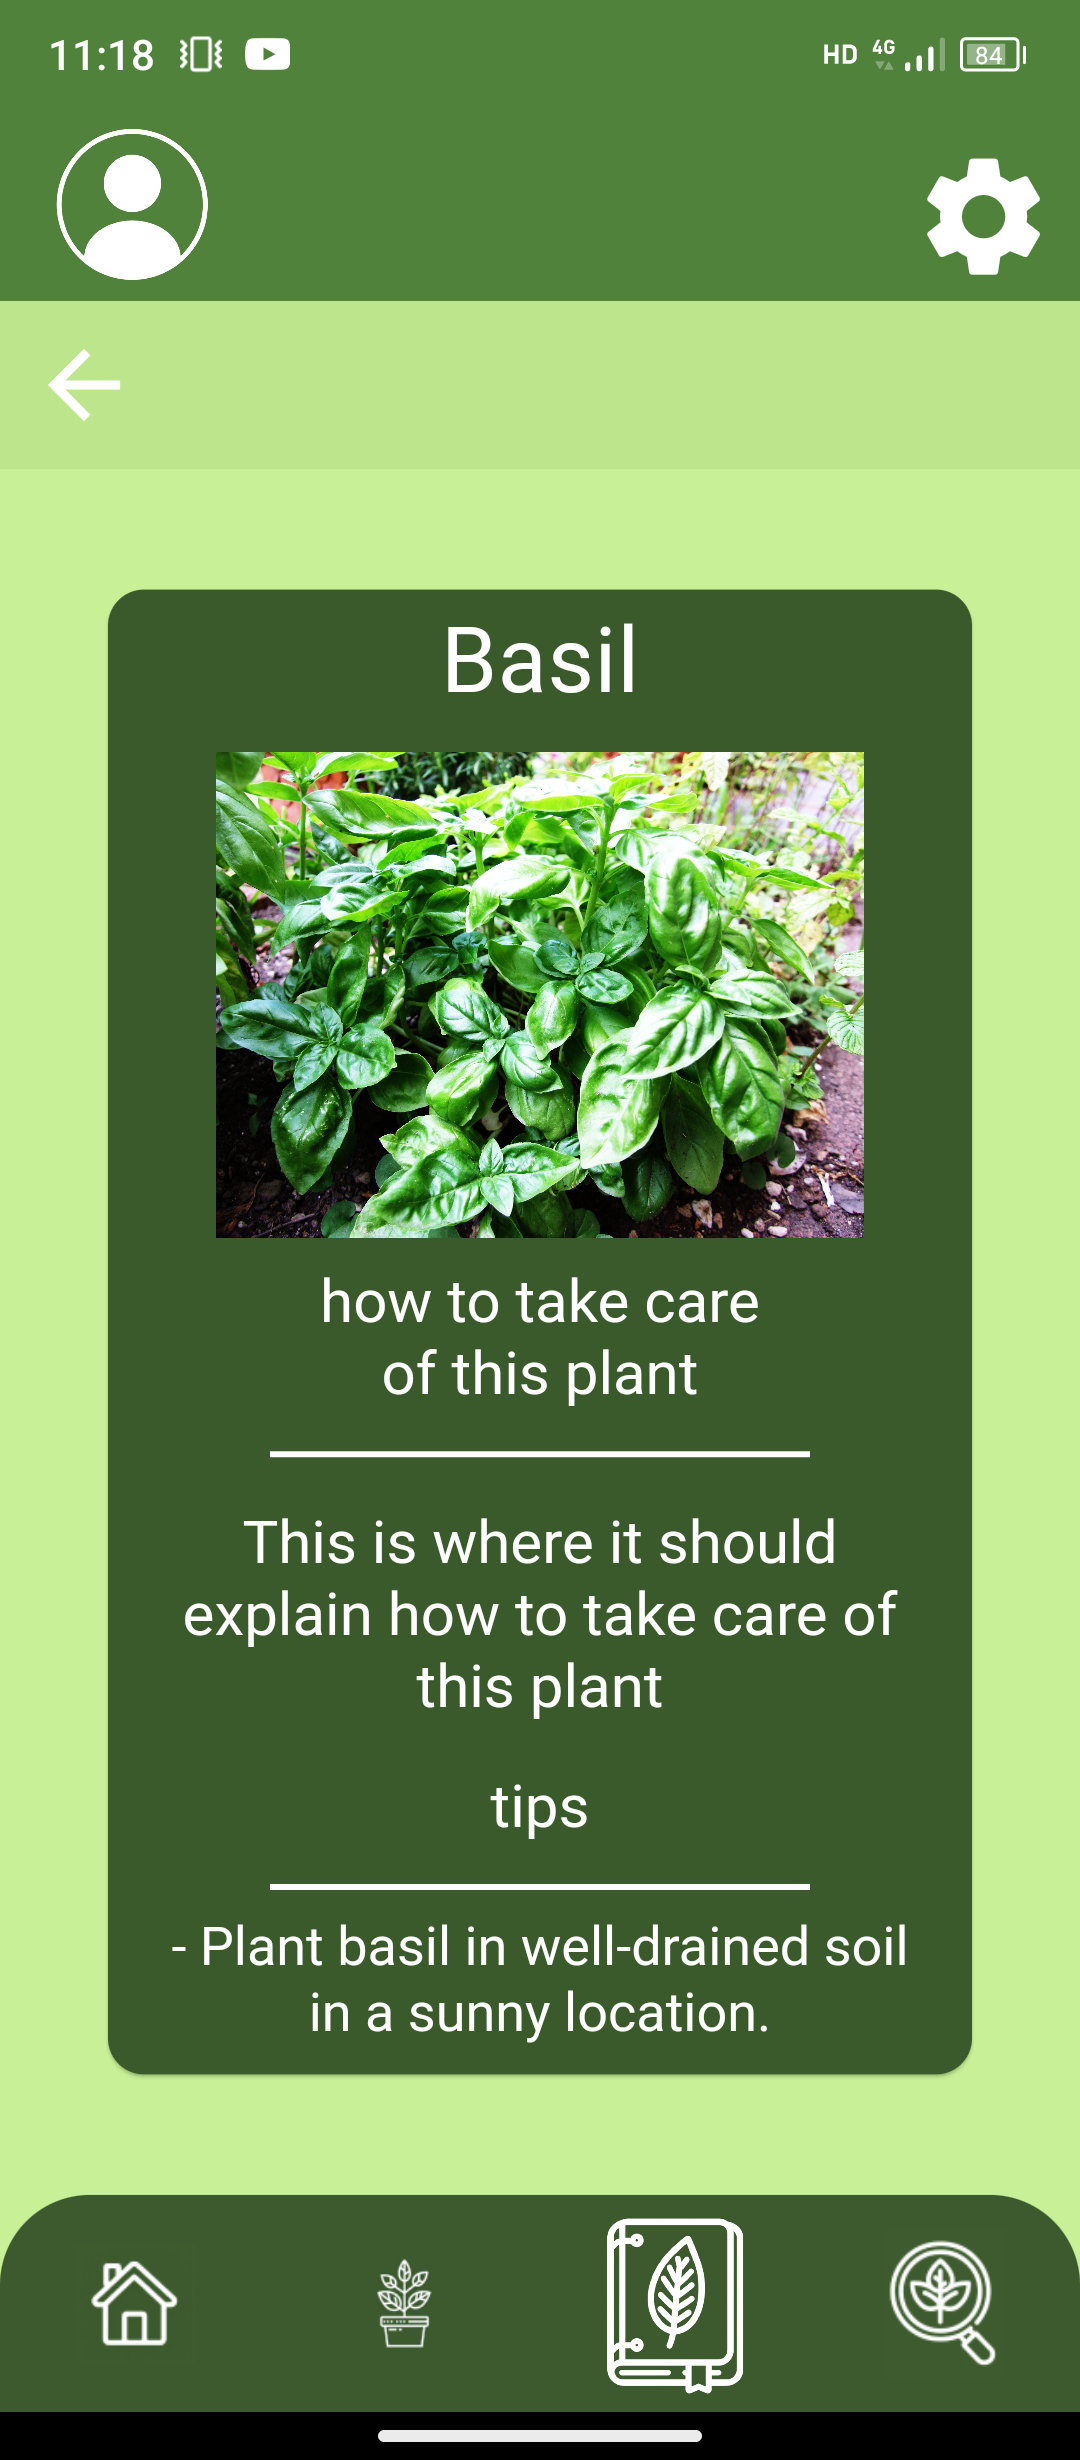 11:18 HD 4G 84
Basil
how to take care
of this plant
This is where it should
explain how to take care of
this plant
tips
- Plant basil in well-drained soil
in a sunny location.